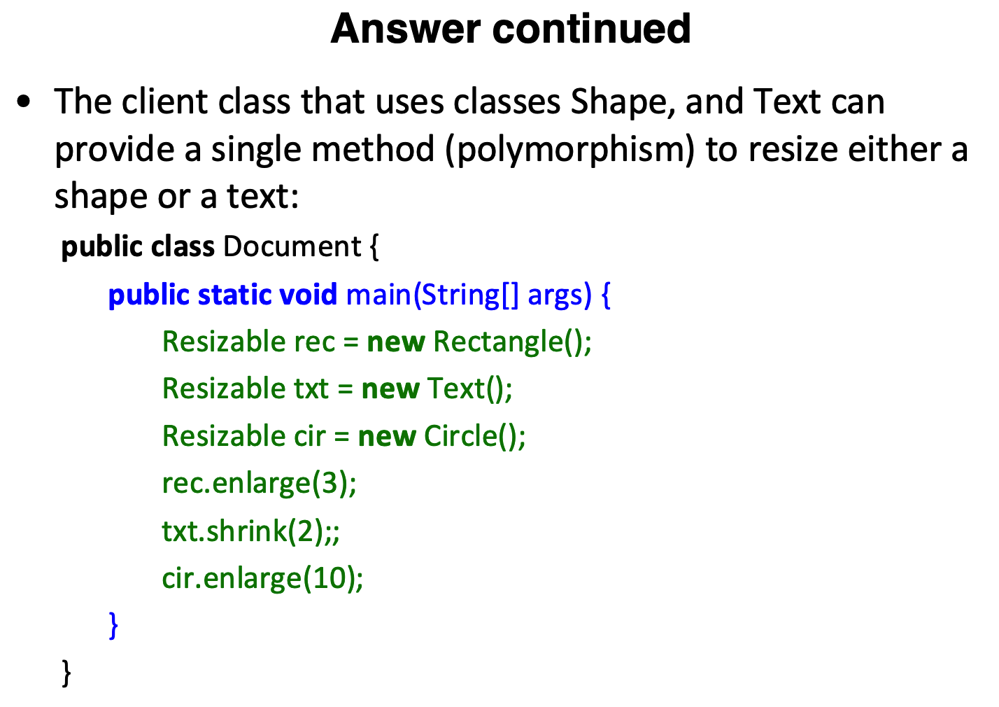 Answer continued
• The client class that uses classes Shape, and Text can
provide a single method (polymorphism) to resize either a
shape or a text:
public class Document {
public static void main(String[] args) {
Resizable rec = new Rectangle();
Resizable txt = new Text();
Resizable cir = new Circle();
rec.enlarge(3);
txt.shrink(2);;
cir.enlarge(10);
}
}